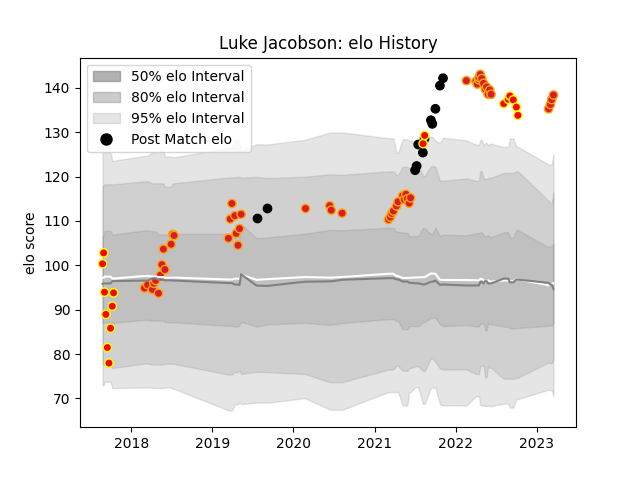 Luke Jacobson: elo History
50% elo Interval
80% elo Interval
95% elo Interval
Post Match elo
elo score
140
130
120
110
100
90
80
70
2018 2019 2020 2021 2022 2023